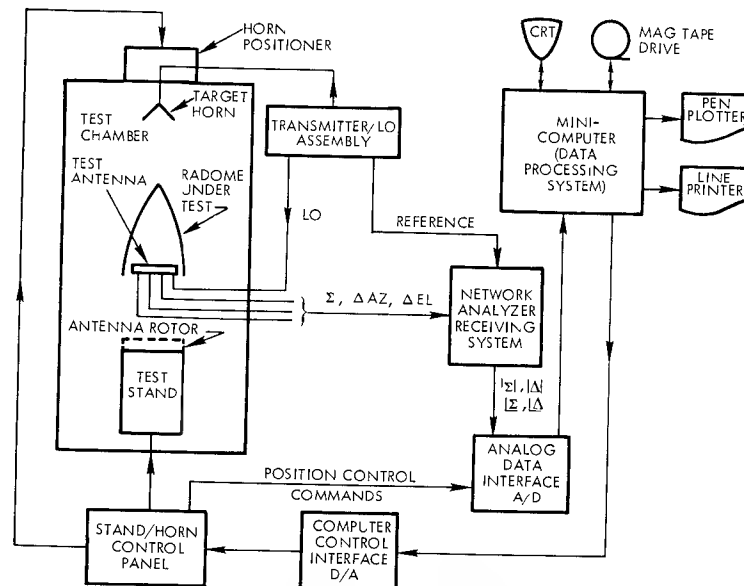 HORN
POSITIONER
CRT
MAG TAPE
DRIVE
TARGET
HORN
TEST
CHAMBER
TRANSMITTER/LO
ASSEMBLY
MINI-
COMPUTER
(DATA
PROCESSING
SYSTEM)
PEN
PLOTTER
LINE
PRINTER
TEST
ANTENNA
RADOME
UNDER
TEST
LO
REFERENCE
Σ, ΔAZ, ΔEL
NETWORK
ANALYZER
RECEIVING
SYSTEM
ANTENNA ROTOR
TEST
STAND
|Σ|, |Δ|
∠Σ, ∠Δ
ANALOG
DATA
INTERFACE
A/D
POSITION CONTROL
COMMANDS
STAND/HORN
CONTROL
PANEL
COMPUTER
CONTROL
INTERFACE
D/A